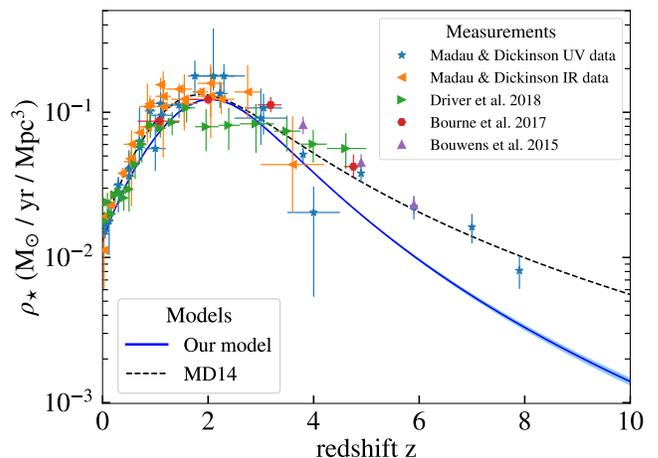 Measurements
Madau & Dickinson UV data
Madau & Dickinson IR data
Driver et al. 2018
Bourne et al. 2017
Bouwens et al. 2015
10⁻¹
10⁻²
10⁻³
ρ⋆ (M⊙ / yr / Mpc³)
Models
Our model
MD14
0 2 4 6 8 10
redshift z